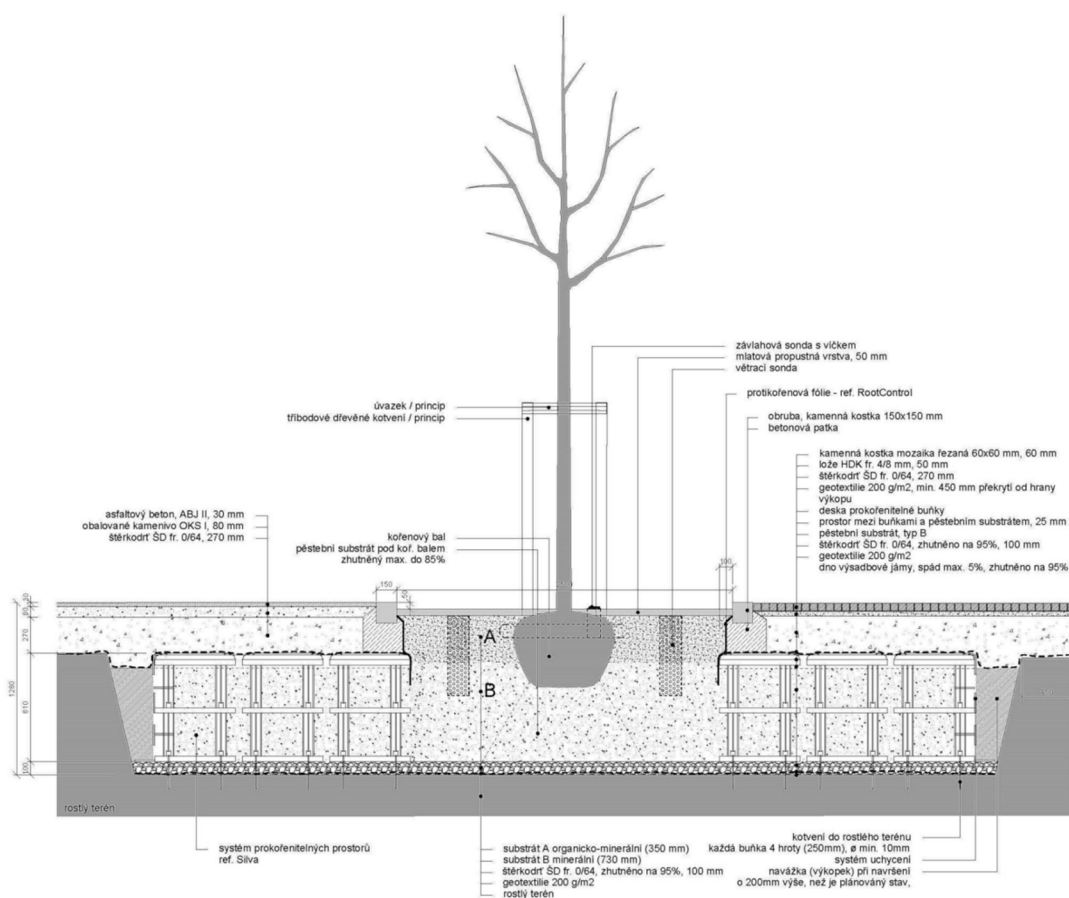 závlahová sonda s víčkem
mlatová propustná vrstva, 50 mm
větrací sonda
protikořenová fólie - ref. RootControl
úvazek / princip
tříbodové dřevěné kotvení / princip
obruba, kamenná kostka 150x150 mm
betonová patka
kamenná kostka mozaika řezaná 60x60 mm, 60 mm
lože HDK fr. 4/8 mm, 50 mm
štěrkodrť ŠD fr. 0/64, 270 mm
geotextilie 200 g/m2, min. 450 mm překrytí od hrany
výkopu
deska prokořenitelné buňky
prostor mezi buňkami a pěstebním substrátem, 25 mm
pěstební substrát, typ B
štěrkodrť ŠD fr. 0/64, zhutněno na 95%, 100 mm
geotextilie 200 g/m2
dno výsadbové jámy, spád max. 5%, zhutněno na 95%
asfaltový beton, ABJ II, 30 mm
obalované kamenivo OKS I, 80 mm
štěrkodrť ŠD fr. 0/64, 270 mm
kořenový bal
pěstební substrát pod koř. balem
zhutněný max. do 85%
150
50
100
30
80
270
810
100
1280
A
B
rostlý terén
systém prokořenitelných prostorů
ref. Silva
substrát A organicko-minerální (350 mm)
substrát B minerální (730 mm)
štěrkodrť ŠD fr. 0/64, zhutněno na 95%, 100 mm
geotextilie 200 g/m2
rostlý terén
kotvení do rostlého terénu
každá buňka 4 hroty (250mm), ø min. 10mm
systém uchycení
navážka (výkopek) při navršení
o 200mm výše, než je plánováný stav,